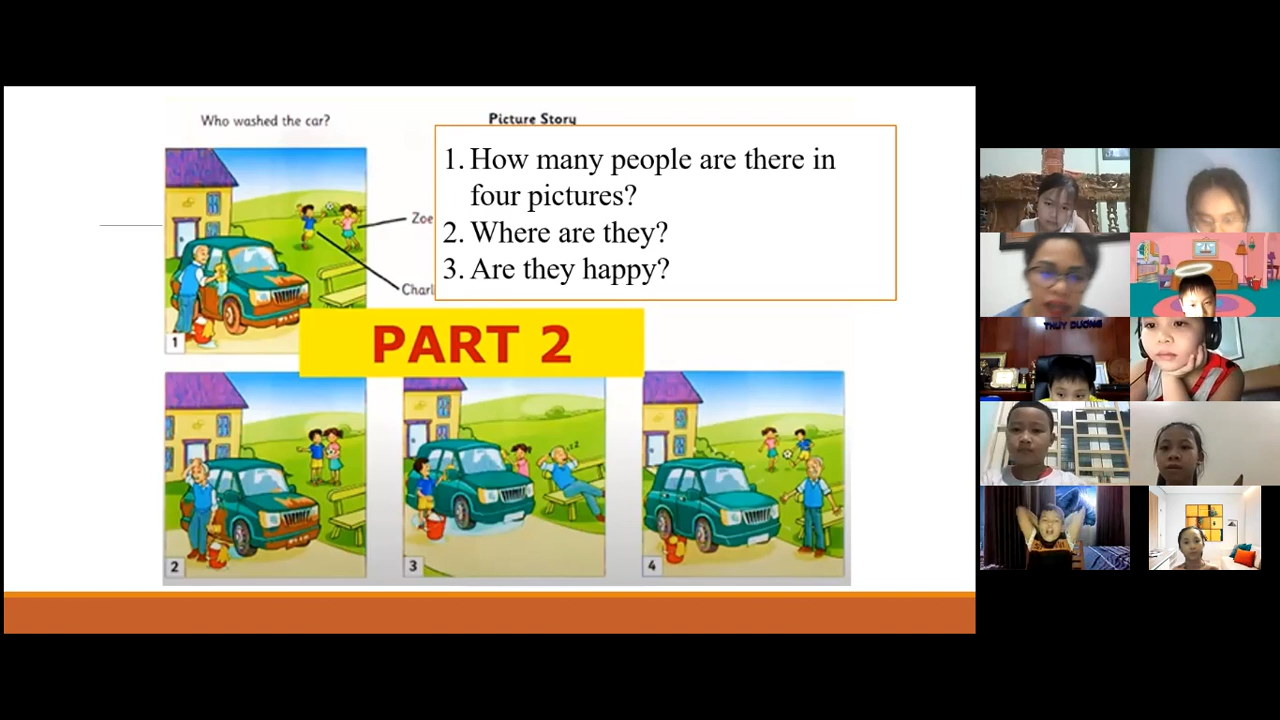 Who washed the car?
Picture Story
1. How many people are there in
four pictures?
2. Where are they?
3. Are they happy?
Zoe
Charl
PART 2
1
2
3
4
THUY DUONG